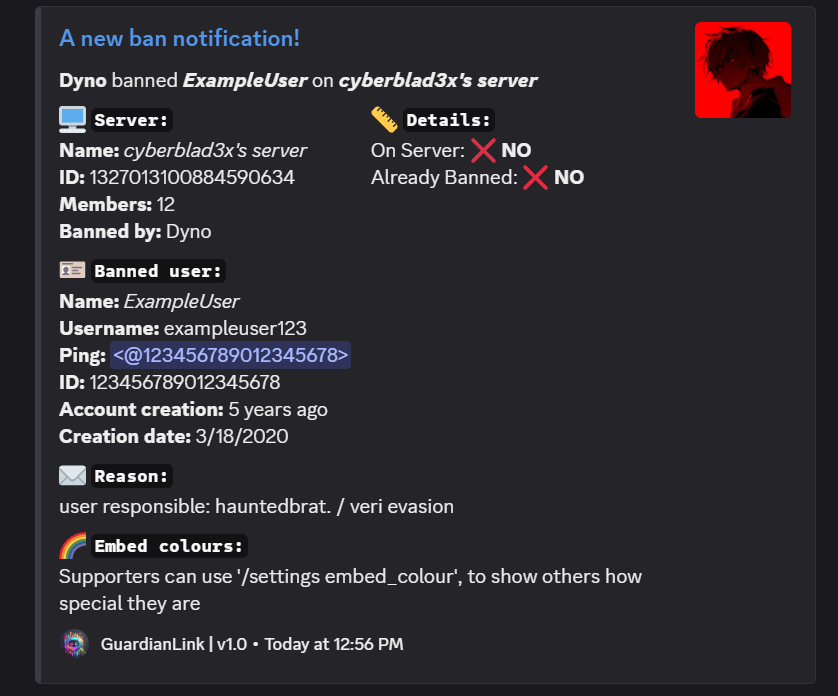 A new ban notification!
Dyno banned ExampleUser on cyberblad3x's server
Server:
Name: cyberblad3x's server
ID: 1327013100884590634
Members: 12
Banned by: Dyno
Details:
On Server: ❌ NO
Already Banned: ❌ NO
Banned user:
Name: ExampleUser
Username: exampleuser123
Ping: <@123456789012345678>
ID: 123456789012345678
Account creation: 5 years ago
Creation date: 3/18/2020
Reason:
user responsible: hauntedbrat. / veri evasion
Embed colours:
Supporters can use '/settings embed_colour', to show others how
special they are
GuardianLink | v1.0 • Today at 12:56 PM